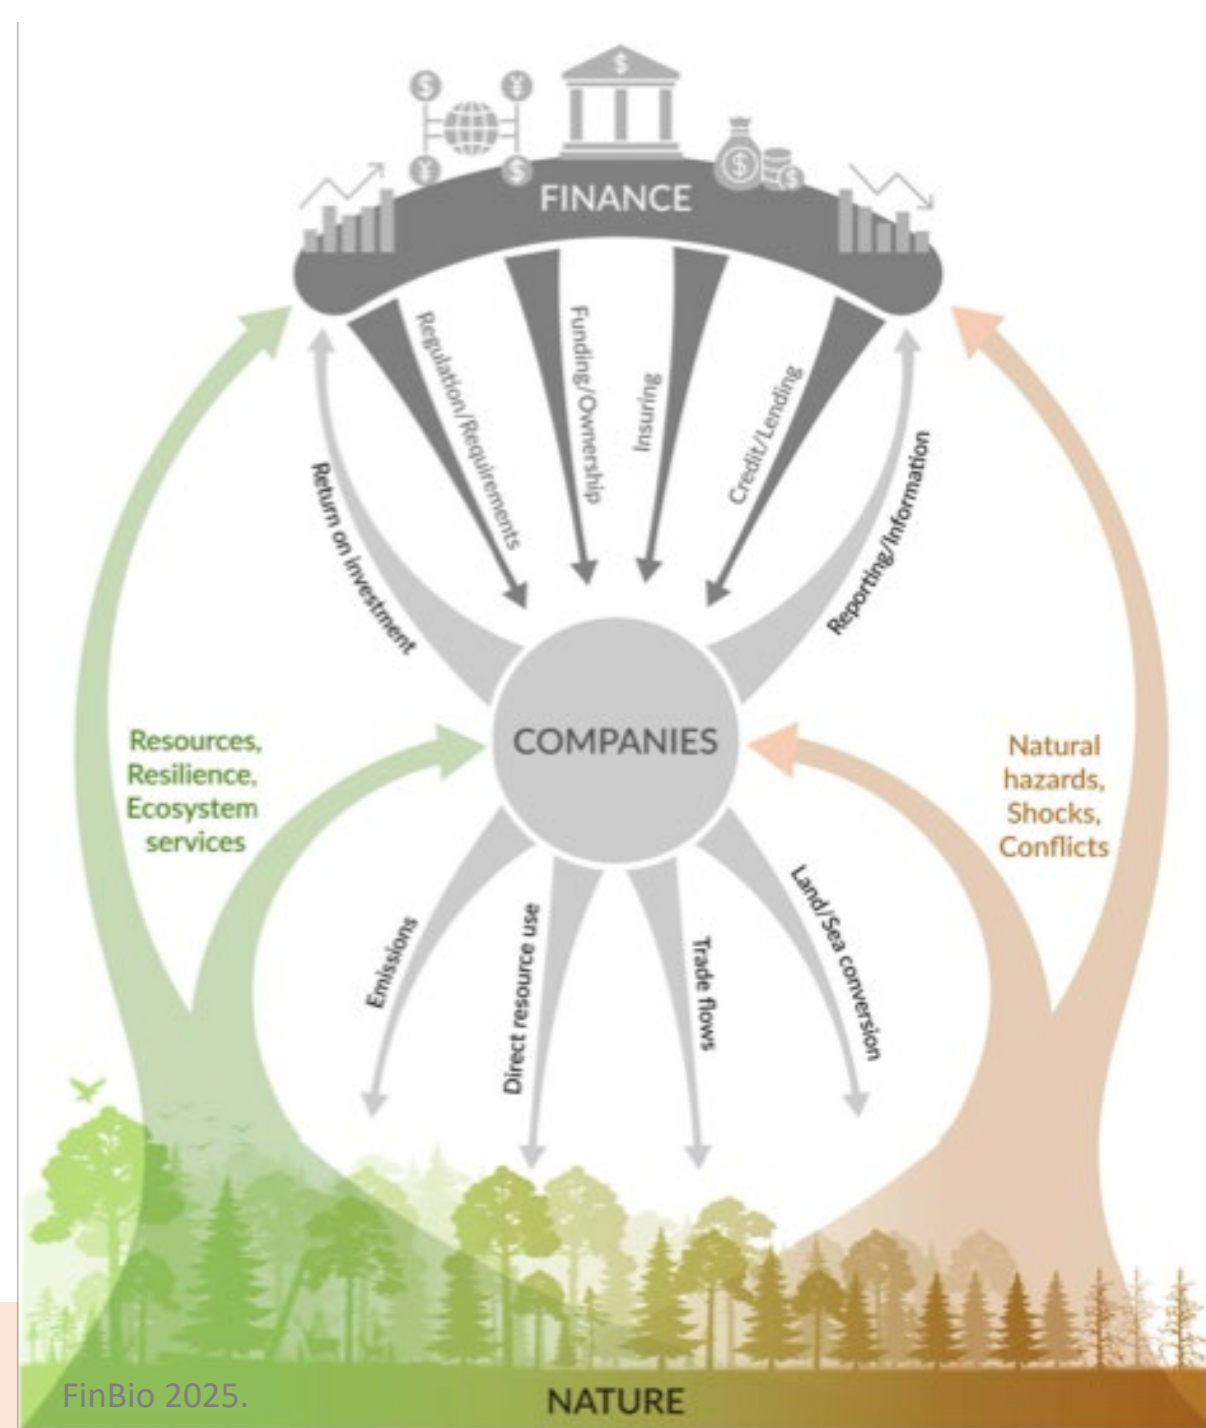 FINANCE
Regulation/Requirements
Funding/Ownership
Insuring
Credit/Lending
Return on investment
Reporting/Information
COMPANIES
Resources,
Resilience,
Ecosystem
services
Natural
hazards,
Shocks,
Conflicts
Emissions
Direct resource use
Trade flows
Land/Sea conversion
FinBio 2025.
NATURE